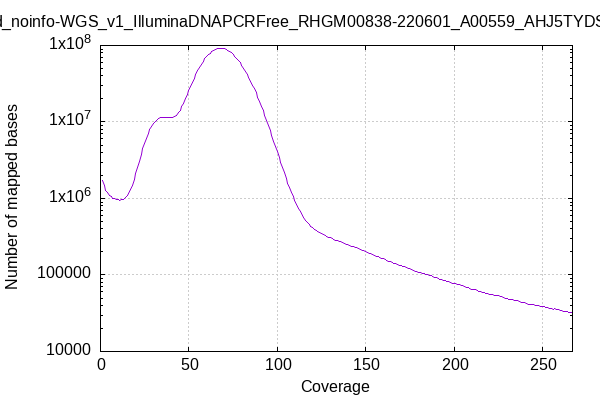 d_noinfo-WGS_v1_IlluminaDNAPCRFree_RHGM00838-220601_A00559_AHJ5TYDS
1x10^8
1x10^7
1x10^6
100000
10000
Number of mapped bases
0 50 100 150 200 250
Coverage